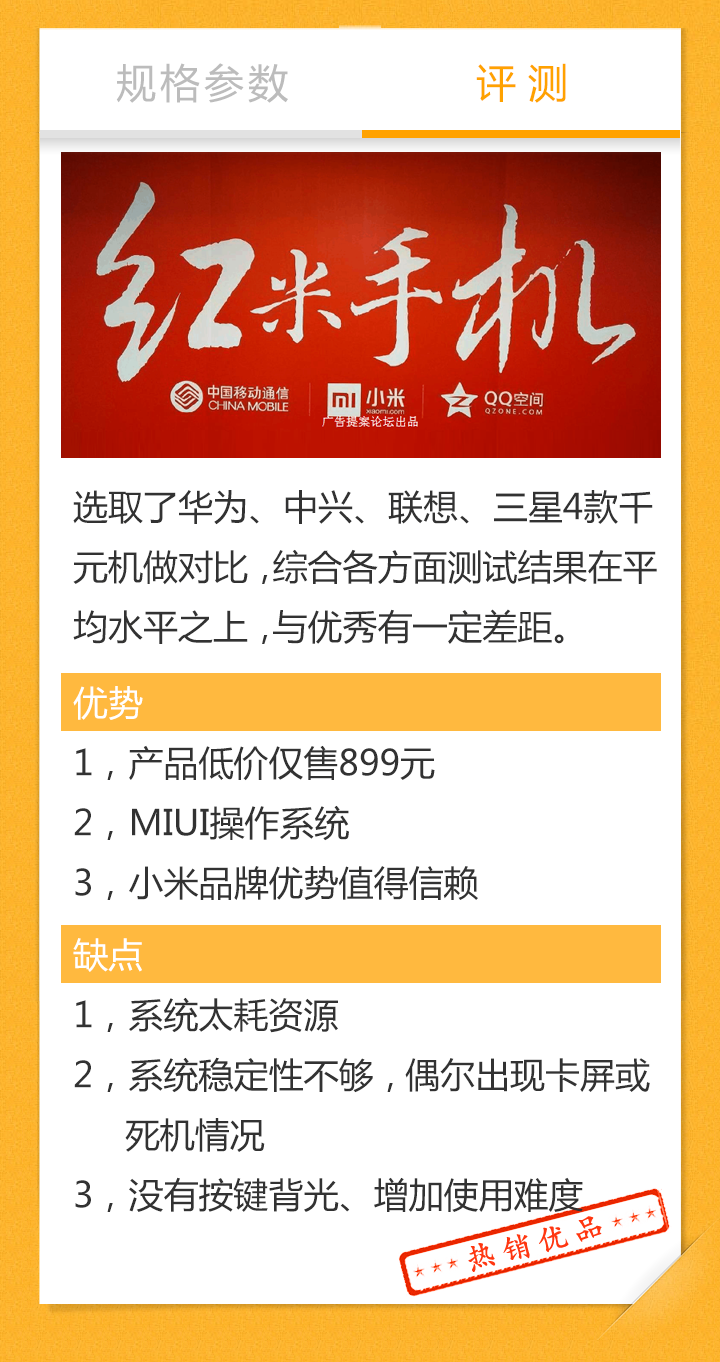 规格参数
评 测
红米手机
中国移动通信
CHINA MOBILE
mi 小米
xiaomi.com
QQ空间
QZONE.COM
广告提案论坛出品
选取了华为、中兴、联想、三星4款千
元机做对比,综合各方面测试结果在平
均水平之上,与优秀有一定差距。
优势
1，产品低价仅售899元
2，MIUI操作系统
3，小米品牌优势值得信赖
缺点
1，系统太耗资源
2，系统稳定性不够，偶尔出现卡屏或
死机情况
3，没有按键背光、增加使用难度
热销优品